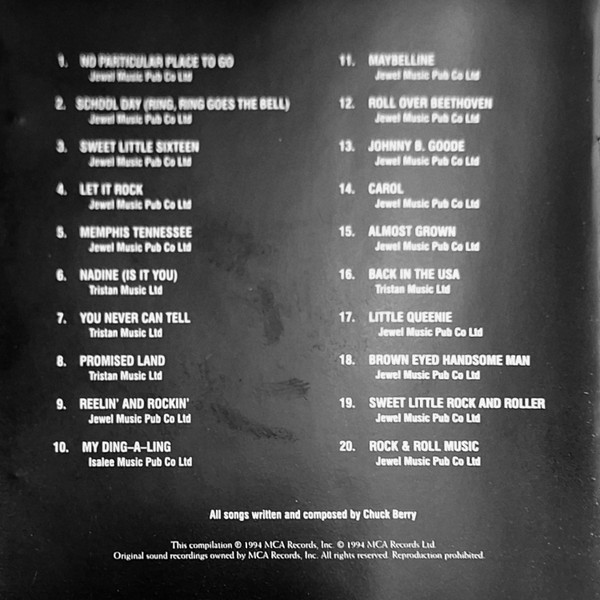 1. NO PARTICULAR PLACE TO GO
Jewel Music Pub Co Ltd
2. SCHOOL DAY (RING, RING GOES THE BELL)
Jewel Music Pub Co Ltd
3. SWEET LITTLE SIXTEEN
Jewel Music Pub Co Ltd
4. LET IT ROCK
Jewel Music Pub Co Ltd
5. MEMPHIS TENNESSEE
Jewel Music Pub Co Ltd
6. NADINE (IS IT YOU)
Tristan Music Ltd
7. YOU NEVER CAN TELL
Tristan Music Ltd
8. PROMISED LAND
Tristan Music Ltd
9. REELIN' AND ROCKIN'
Jewel Music Pub Co Ltd
10. MY DING–A–LING
Isalee Music Pub Co Ltd
11. MAYBELLINE
Jewel Music Pub Co Ltd
12. ROLL OVER BEETHOVEN
Jewel Music Pub Co Ltd
13. JOHNNY B. GOODE
Jewel Music Pub Co Ltd
14. CAROL
Jewel Music Pub Co Ltd
15. ALMOST GROWN
Jewel Music Pub Co Ltd
16. BACK IN THE USA
Tristan Music Ltd
17. LITTLE QUEENIE
Jewel Music Pub Co Ltd
18. BROWN EYED HANDSOME MAN
Jewel Music Pub Co Ltd
19. SWEET LITTLE ROCK AND ROLLER
Jewel Music Pub Co Ltd
20. ROCK & ROLL MUSIC
Jewel Music Pub Co Ltd
All songs written and composed by Chuck Berry
This compilation ℗ 1994 MCA Records, Inc. © 1994 MCA Records Ltd.
Original sound recordings owned by MCA Records, Inc. All rights reserved. Reproduction prohibited.